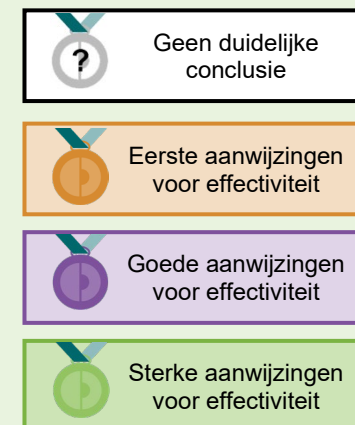 ?
Geen duidelijke
conclusie
Eerste aanwijzingen
voor effectiviteit
Goede aanwijzingen
voor effectiviteit
Sterke aanwijzingen
voor effectiviteit